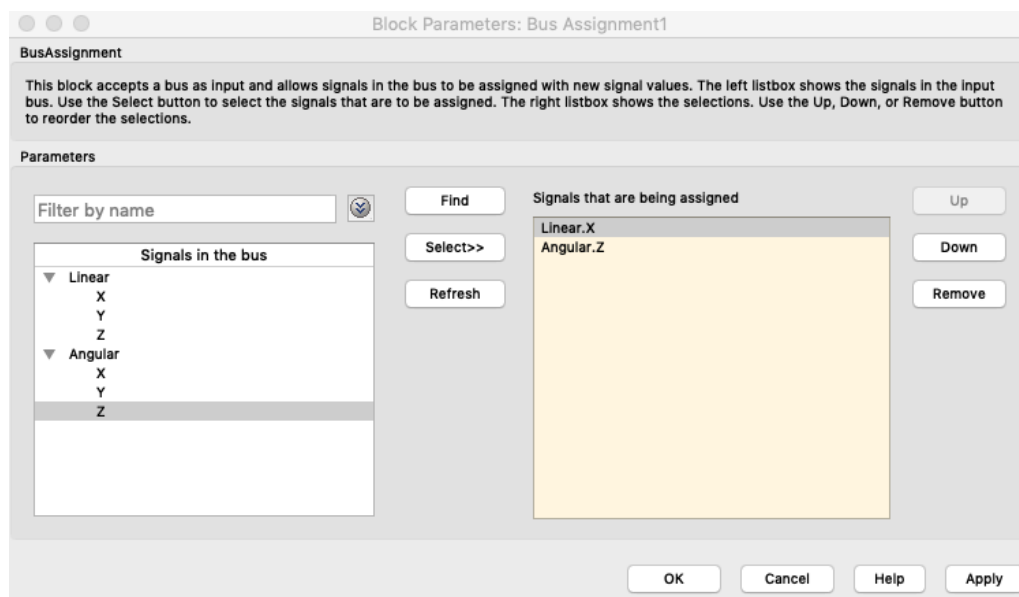 Block Parameters: Bus Assignment1
BusAssignment
This block accepts a bus as input and allows signals in the bus to be assigned with new signal values. The left listbox shows the signals in the input
bus. Use the Select button to select the signals that are to be assigned. The right listbox shows the selections. Use the Up, Down, or Remove button
to reorder the selections.
Parameters
Filter by name
Find
Signals that are being assigned
Up
Signals in the bus
Select>>
Linear.X
Angular.Z
Down
Linear
X
Y
Z
Refresh
Remove
Angular
X
Y
Z
OK
Cancel
Help
Apply